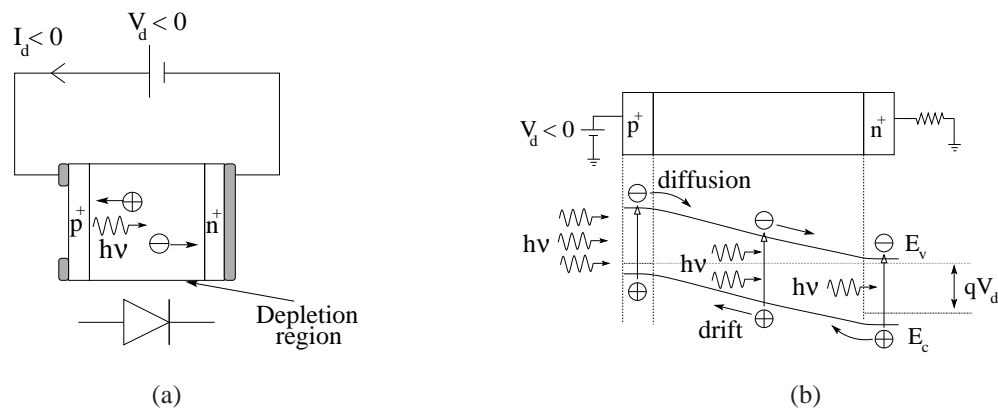 V_d < 0
I_d < 0
p^+
n^+
hν
Depletion
region
(a)
V_d < 0
p^+
n^+
diffusion
hν
hν
hν
E_v
qV_d
drift
E_c
(b)